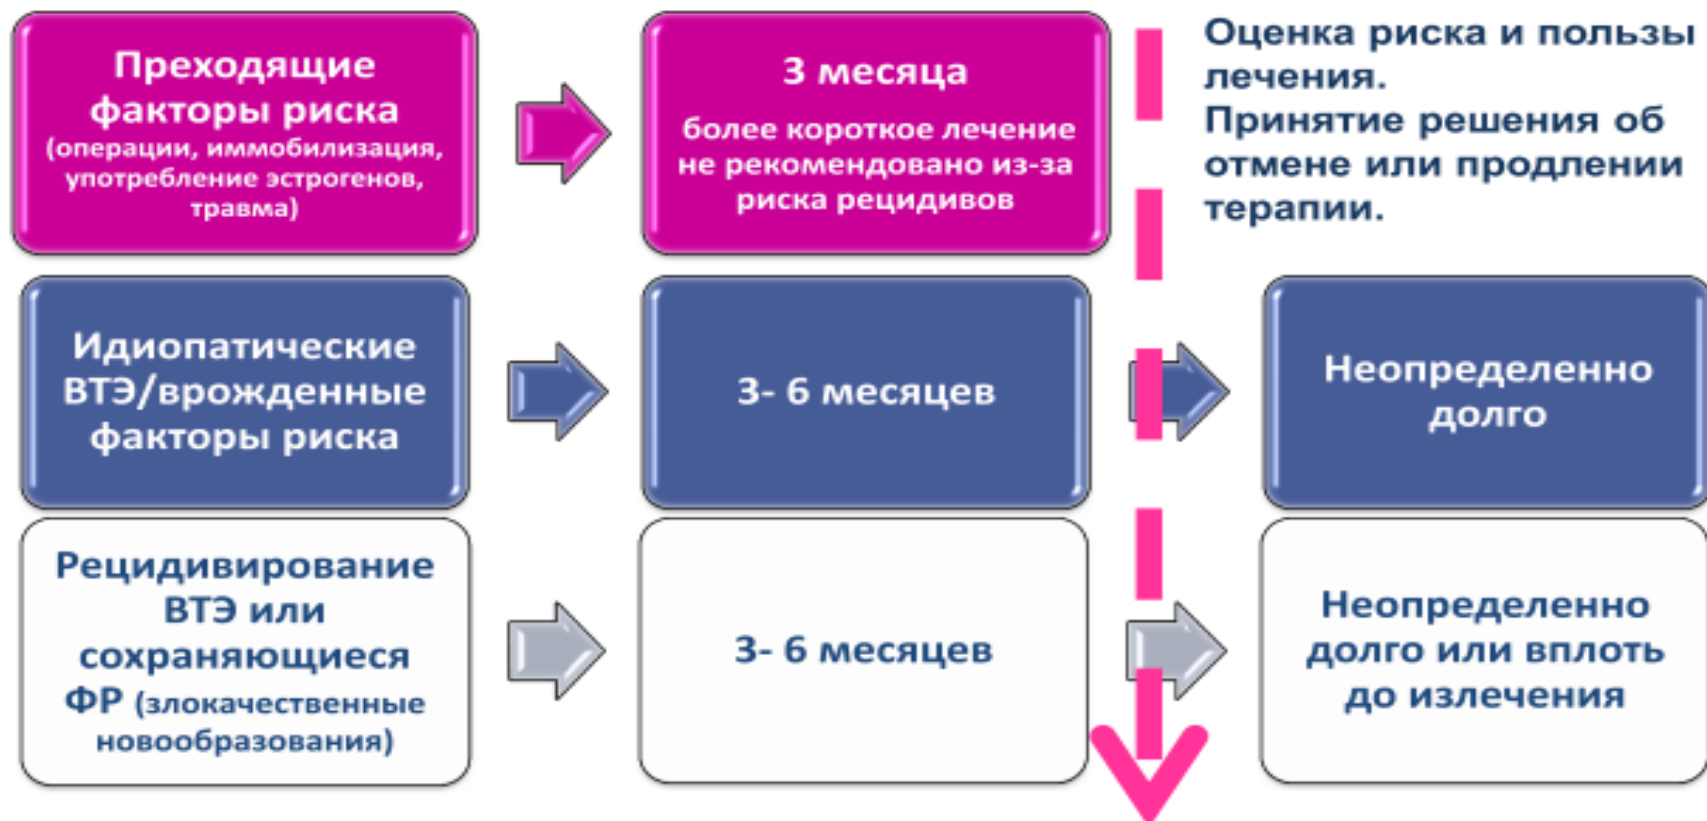 Преходящие
факторы риска
(операции, иммобилизация,
употребление эстрогенов,
травма)
3 месяца
более короткое лечение
не рекомендовано из-за
риска рецидивов
Оценка риска и пользы
лечения.
Принятие решения об
отмене или продлении
терапии.
Идиопатические
ВТЭ/врожденные
факторы риска
3- 6 месяцев
Неопределенно
долго
Рецидивирование
ВТЭ или
сохраняющиеся
ФР (злокачественные
новообразования)
3- 6 месяцев
Неопределенно
долго или вплоть
до излечения